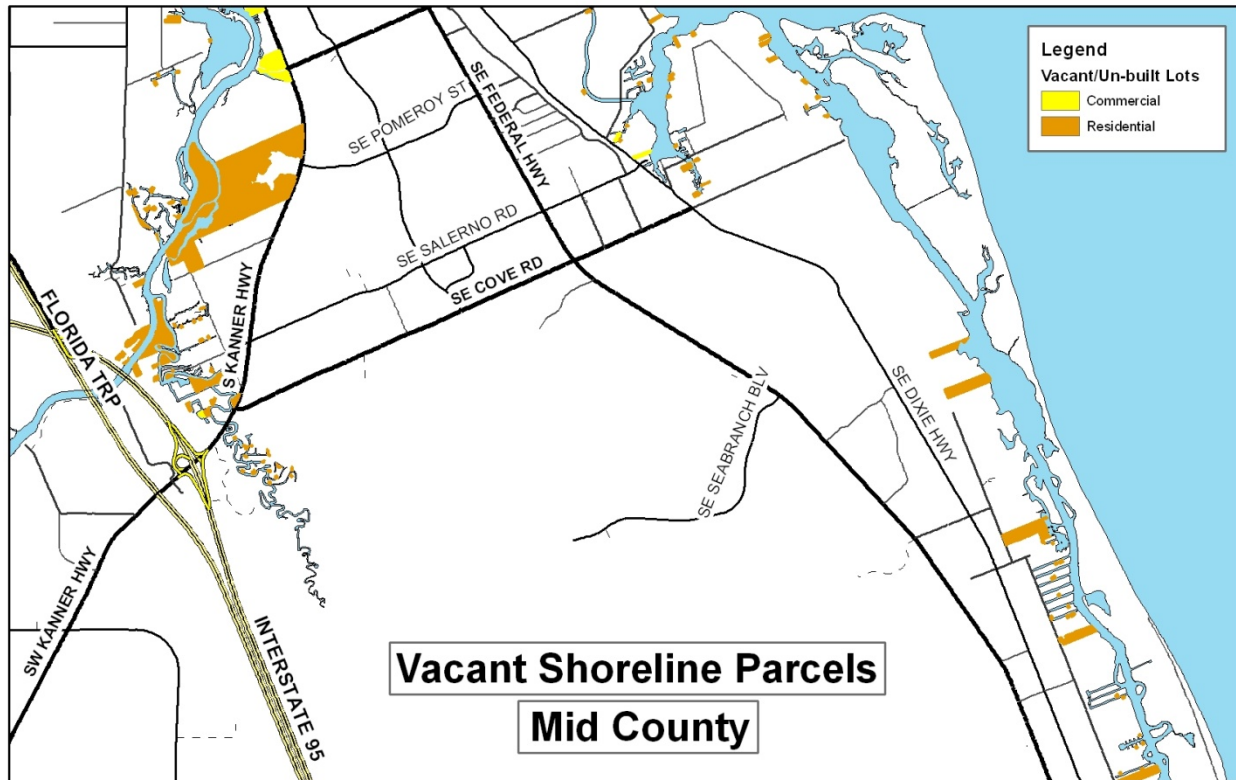 Legend
Vacant/Un-built Lots
Commercial
Residential
SE POMEROY ST
SE FEDERAL HWY
SE SALERNO RD
SE COVE RD
S KANNER HWY
FLORIDA TRP
SE DIXIE HWY
SE SEABRANCH BLV
SW KANNER HWY
INTERSTATE 95
Vacant Shoreline Parcels
Mid County